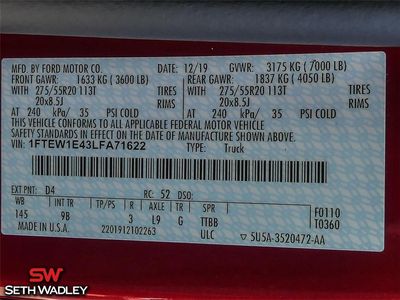 MFD. BY FORD MOTOR CO. 12/19 GVWR: 3175 KG ( 7000 LB)
FRONT GAWR: 1633 KG ( 3600 LB) REAR GAWR: 1837 KG ( 4050 LB)
WITH 275/55R20 113T TIRES WITH 275/55R20 113T TIRES
20x8.5J 20x8.5J
AT 240 kPa/ 35 PSI COLD AT 240 kPa/ 35 PSI COLD
THIS VEHICLE CONFORMS TO ALL APPLICABLE FEDERAL MOTOR VEHICLE
SAFETY STANDARDS IN EFFECT ON THE DATE OF MANUFACTURE SHOWN ABOVE.
VIN: 1FTEW1E43LFA71622 TYPE: Truck
EXT PNT: D4 RC: 52 DSO:
WB INT TR TP/PS R AXLE TR SPR
145 9B 3 L9 G TTBB F0110
T0360
MADE IN U.S.A. 2201912102263 ULC 5U5A-3520472-AA
SW
SETH WADLEY